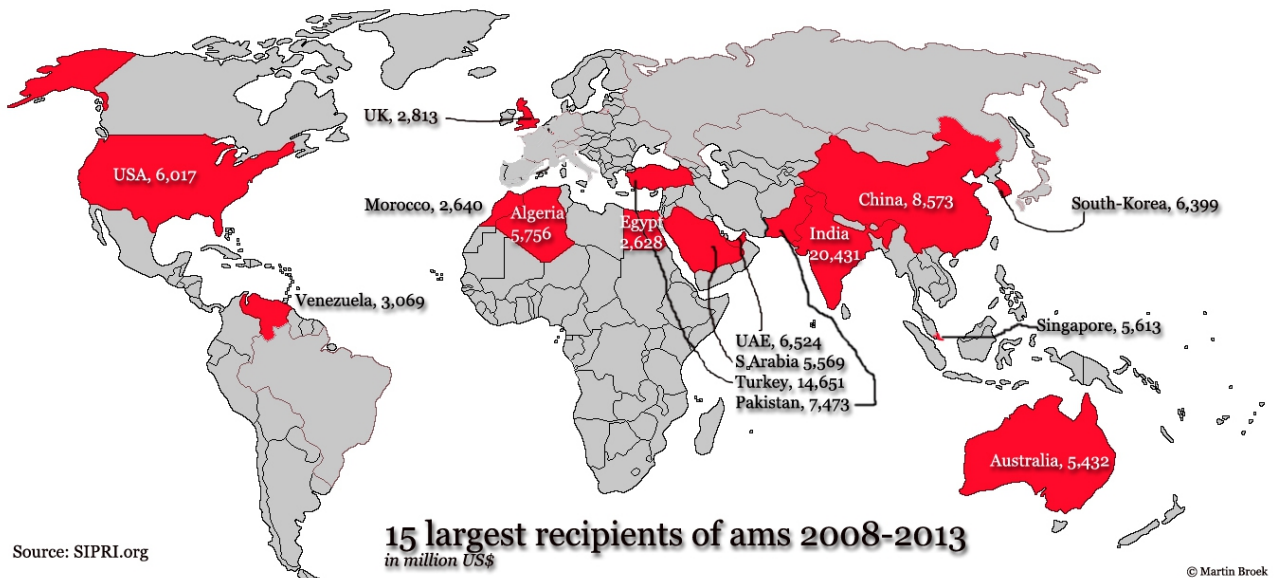 UK, 2,813
USA, 6,017
Morocco, 2,640
Algeria
5,756
Egypt
2,628
China, 8,573
South-Korea, 6,399
India
20,431
Venezuela, 3,069
Singapore, 5,613
UAE, 6,524
S.Arabia 5,569
Turkey, 14,651
Pakistan, 7,473
Australia, 5,432
15 largest recipients of ams 2008-2013
in million US$
Source: SIPRI.org
© Martin Broek